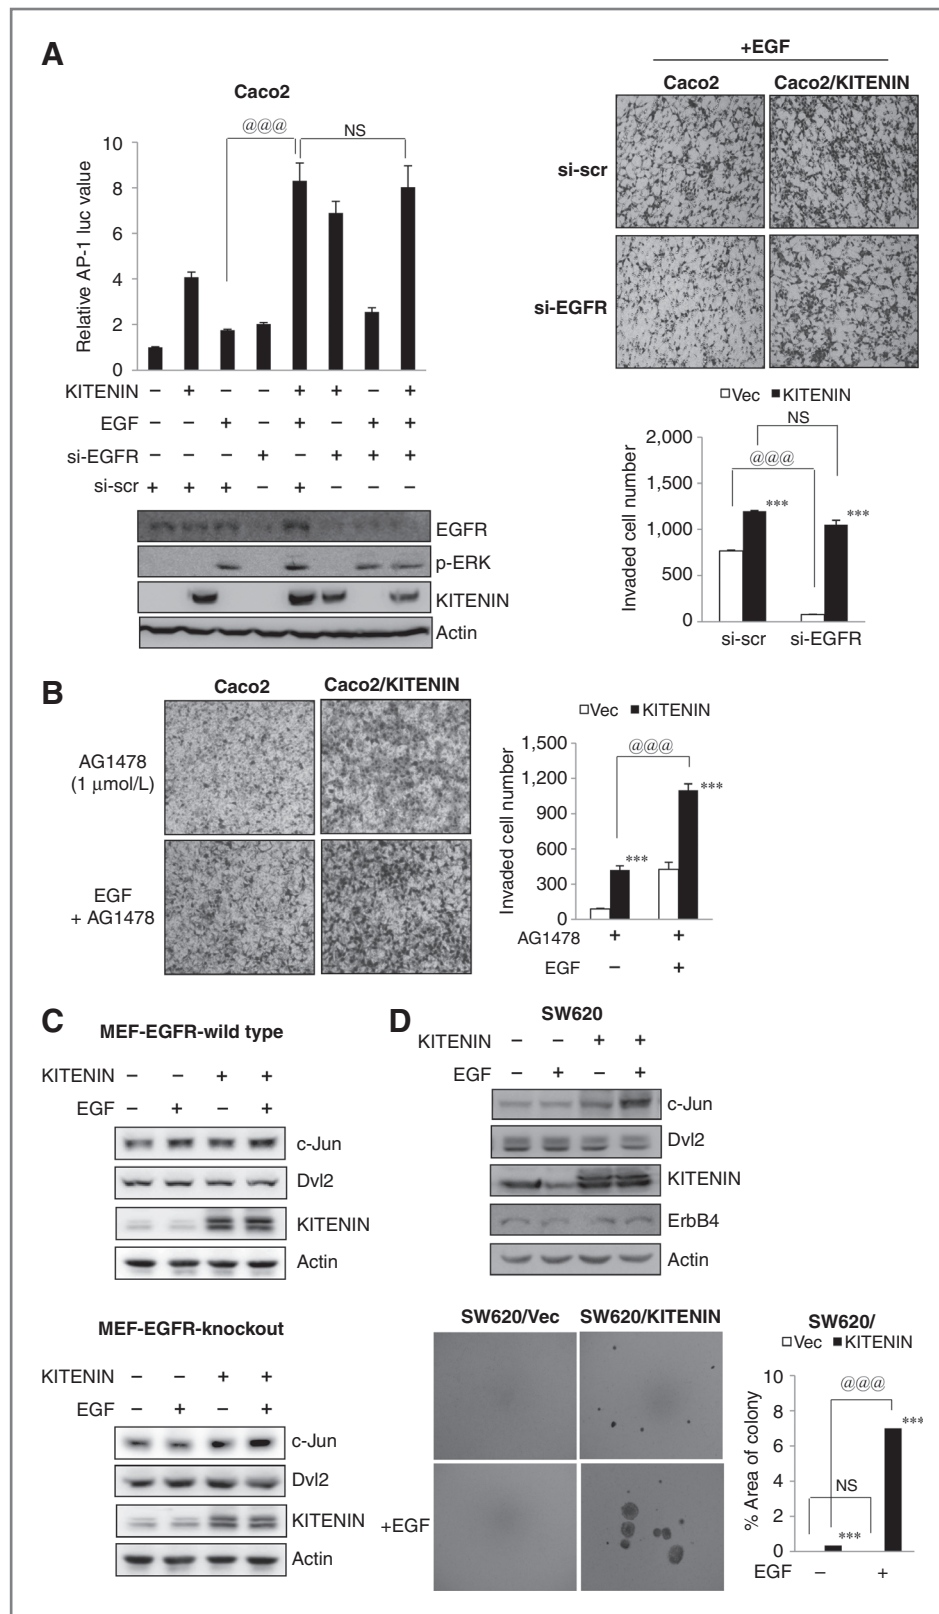 A
Caco2
@@@
NS
Relative AP-1 luc value
10
8
6
4
2
0
KITENIN − + − − + + − +
EGF − − + − + − + +
si-EGFR − − − + − + + +
si-scr + + + − + − − −
EGFR
p-ERK
KITENIN
Actin
+EGF
Caco2 Caco2/KITENIN
si-scr
si-EGFR
Vec KITENIN
NS
@@@
*** ***
Invaded cell number
2,000
1,500
1,000
500
0
si-scr si-EGFR
B
Caco2 Caco2/KITENIN
AG1478
(1 μmol/L)
EGF
+ AG1478
Vec KITENIN
@@@
*** ***
Invaded cell number
1,500
1,200
900
600
300
0
AG1478 + +
EGF − +
C
MEF-EGFR-wild type
KITENIN − − + +
EGF − + − +
c-Jun
Dvl2
KITENIN
Actin
MEF-EGFR-knockout
KITENIN − − + +
EGF − + − +
c-Jun
Dvl2
KITENIN
Actin
D
SW620
KITENIN − − + +
EGF − + − +
c-Jun
Dvl2
KITENIN
ErbB4
Actin
SW620/Vec SW620/KITENIN
+EGF
SW620/
Vec KITENIN
@@@
***
NS
***
% Area of colony
10
8
6
4
2
0
EGF − +